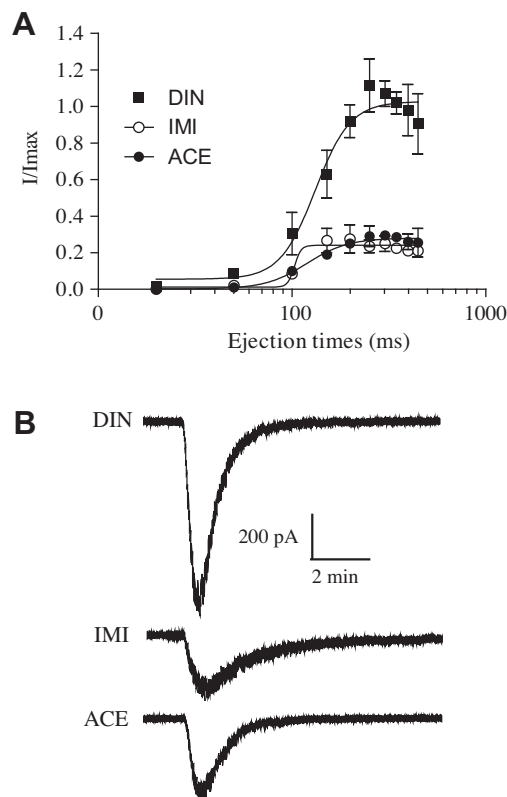 A
1.4
1.2
1.0
0.8
0.6
0.4
0.2
0.0
I/Imax
DIN
IMI
ACE
0
100
1000
Ejection times (ms)
B
DIN
200 pA
2 min
IMI
ACE